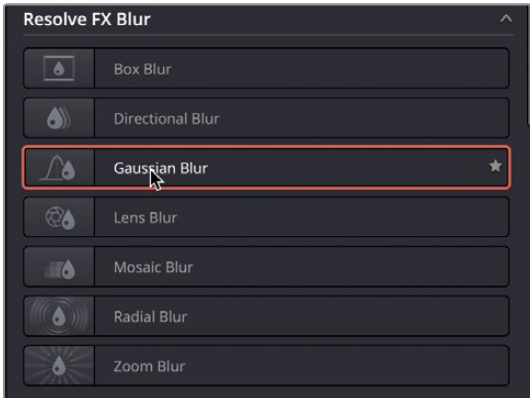 Resolve FX Blur
Box Blur
Directional Blur
Gaussian Blur
Lens Blur
Mosaic Blur
Radial Blur
Zoom Blur